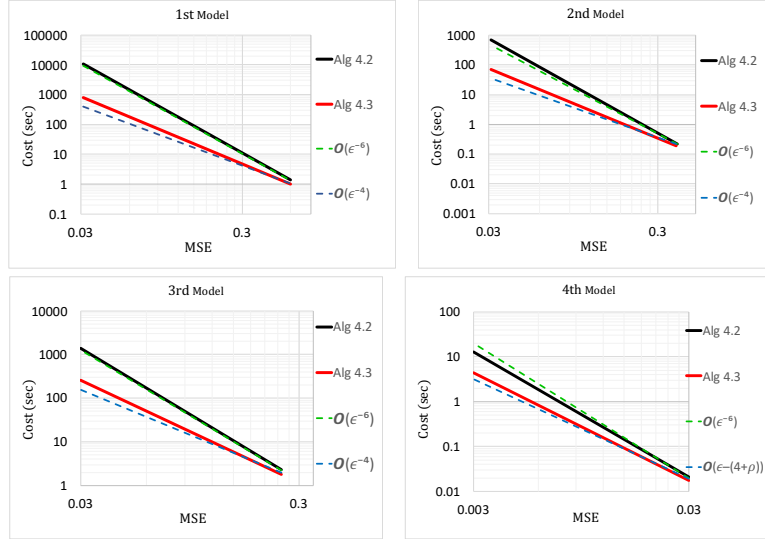 1st Model
100000
10000
1000
100
10
1
0.1
Cost (sec)
0.03
0.3
MSE
Alg 4.2
Alg 4.3
O(ϵ⁻⁶)
O(ϵ⁻⁴)
2nd Model
1000
100
10
1
0.1
0.01
0.001
Cost (sec)
0.03
0.3
MSE
Alg 4.2
Alg 4.3
O(ϵ⁻⁶)
O(ϵ⁻⁴)
3rd Model
10000
1000
100
10
1
Cost (sec)
0.03
0.3
MSE
Alg 4.2
Alg 4.3
O(ϵ⁻⁶)
O(ϵ⁻⁴)
4th Model
100
10
1
0.1
0.01
Cost (sec)
0.003
0.03
MSE
Alg 4.2
Alg 4.3
O(ϵ⁻⁶)
O(ϵ−(4+ρ))